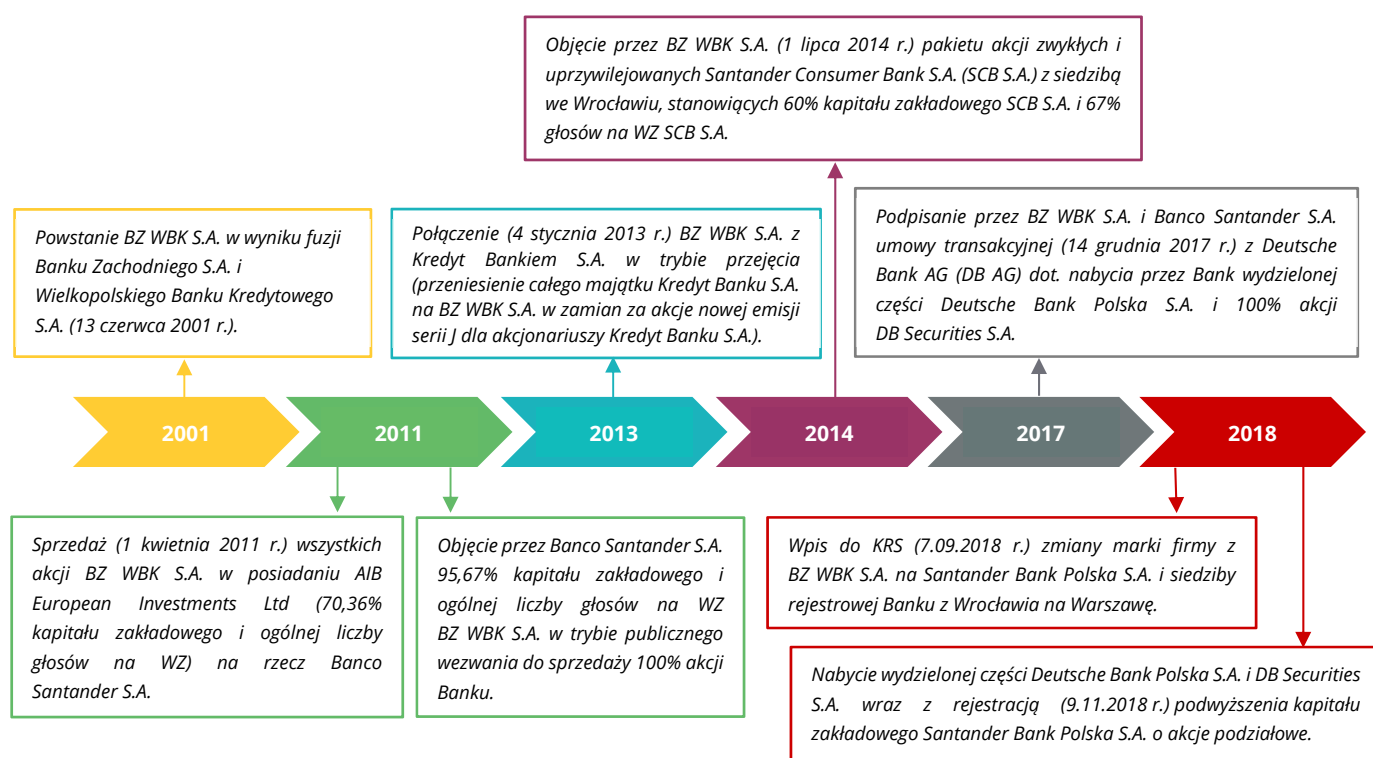 Objęcie przez BZ WBK S.A. (1 lipca 2014 r.) pakietu akcji zwykłych i
uprzywilejowanych Santander Consumer Bank S.A. (SCB S.A.) z siedzibą
we Wrocławiu, stanowiących 60% kapitału zakładowego SCB S.A. i 67%
głosów na WZ SCB S.A.
Powstanie BZ WBK S.A. w wyniku fuzji
Banku Zachodniego S.A. i
Wielkopolskiego Banku Kredytowego
S.A. (13 czerwca 2001 r.).
Połączenie (4 stycznia 2013 r.) BZ WBK S.A. z
Kredyt Bankiem S.A. w trybie przejęcia
(przeniesienie całego majątku Kredyt Banku S.A.
na BZ WBK S.A. w zamian za akcje nowej emisji
serii J dla akcjonariuszy Kredyt Banku S.A.).
Podpisanie przez BZ WBK S.A. i Banco Santander S.A.
umowy transakcyjnej (14 grudnia 2017 r.) z Deutsche
Bank AG (DB AG) dot. nabycia przez Bank wydzielonej
części Deutsche Bank Polska S.A. i 100% akcji
DB Securities S.A.
2001
2011
2013
2014
2017
2018
Sprzedaż (1 kwietnia 2011 r.) wszystkich
akcji BZ WBK S.A. w posiadaniu AIB
European Investments Ltd (70,36%
kapitału zakładowego i ogólnej liczby
głosów na WZ) na rzecz Banco
Santander S.A.
Objęcie przez Banco Santander S.A.
95,67% kapitału zakładowego i
ogólnej liczby głosów na WZ
BZ WBK S.A. w trybie publicznego
wezwania do sprzedaży 100% akcji
Banku.
Wpis do KRS (7.09.2018 r.) zmiany marki firmy z
BZ WBK S.A. na Santander Bank Polska S.A. i siedziby
rejestrowej Banku z Wrocławia na Warszawę.
Nabycie wydzielonej części Deutsche Bank Polska S.A. i DB Securities
S.A. wraz z rejestracją (9.11.2018 r.) podwyższenia kapitału
zakładowego Santander Bank Polska S.A. o akcje podziałowe.